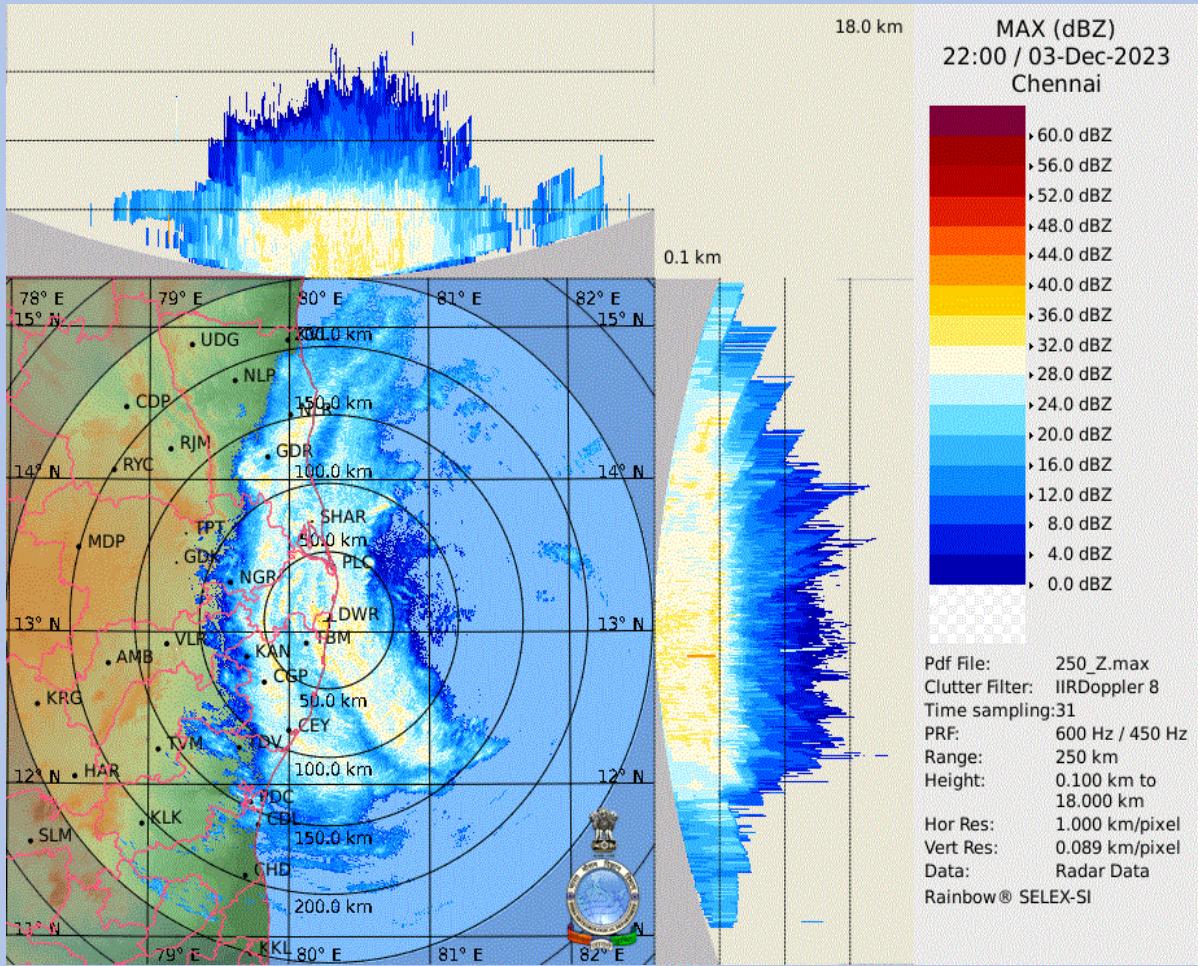 18.0 km
0.1 km
MAX (dBZ)
22:00 / 03-Dec-2023
Chennai
60.0 dBZ
56.0 dBZ
52.0 dBZ
48.0 dBZ
44.0 dBZ
40.0 dBZ
36.0 dBZ
32.0 dBZ
28.0 dBZ
24.0 dBZ
20.0 dBZ
16.0 dBZ
12.0 dBZ
8.0 dBZ
4.0 dBZ
0.0 dBZ
Pdf File: 250_Z.max
Clutter Filter: IIRDoppler 8
Time sampling:31
PRF: 600 Hz / 450 Hz
Range: 250 km
Height: 0.100 km to
18.000 km
Hor Res: 1.000 km/pixel
Vert Res: 0.089 km/pixel
Data: Radar Data
Rainbow® SELEX-SI
78° E 79° E 80° E 81° E 82° E
15° N 15° N
UDG
NLP
150.0 km
CDP
RJM
GDR
RYC
100.0 km
14° N 14° N
SHAR
TPT
50.0 km
MDP
GDK
PLC
NGR
DWR
13° N 13° N
VLR
TBM
KAN
AMB
CGP
KRG
50.0 km
CEY
TVM
100.0 km
HAR
12° N 12° N
CDL
KLK
150.0 km
SLM
CHD
200.0 km
11° N 11° N
KKL
79° E 80° E 81° E 82° E